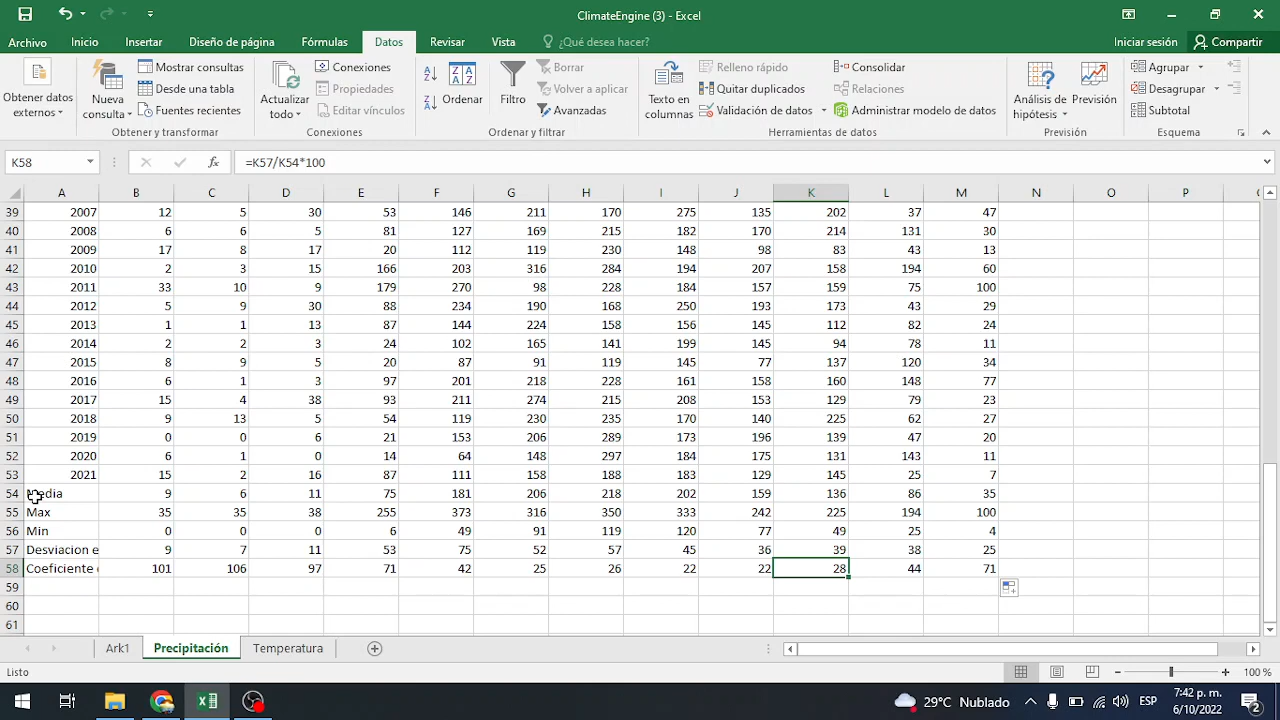 ClimateEngine (3) - Excel
Archivo Inicio Insertar Diseño de página Fórmulas Datos Revisar Vista ¿Qué desea hacer? Iniciar sesión Compartir
Obtener datos externos
Nueva consulta
Mostrar consultas
Desde una tabla
Fuentes recientes
Obtener y transformar
Actualizar todo
Conexiones
Propiedades
Editar vínculos
Conexiones
Ordenar
Filtro
Borrar
Volver a aplicar
Avanzadas
Ordenar y filtrar
Texto en columnas
Relleno rápido
Quitar duplicados
Validación de datos
Consolidar
Relaciones
Administrar modelo de datos
Herramientas de datos
Análisis de hipótesis
Previsión
Previsión
Agrupar
Desagrupar
Subtotal
Esquema
K58 fx =K57/K54*100
A B C D E F G H I J K L M N O P
39 2007 12 5 30 53 146 211 170 275 135 202 37 47
40 2008 6 6 5 81 127 169 215 182 170 214 131 30
41 2009 17 8 17 20 112 119 230 148 98 83 43 13
42 2010 2 3 15 166 203 316 284 194 207 158 194 60
43 2011 33 10 9 179 270 98 228 184 157 159 75 100
44 2012 5 9 30 88 234 190 168 250 193 173 43 29
45 2013 1 1 13 87 144 224 158 156 145 112 82 24
46 2014 2 2 3 24 102 165 141 199 145 94 78 11
47 2015 8 9 5 20 87 91 119 145 77 137 120 34
48 2016 6 1 3 97 201 218 228 161 158 160 148 77
49 2017 15 4 38 93 211 274 215 208 153 129 79 23
50 2018 9 13 5 54 119 230 235 170 140 225 62 27
51 2019 0 0 6 21 153 206 289 173 196 139 47 20
52 2020 6 1 0 14 64 148 297 184 175 131 143 11
53 2021 15 2 16 87 111 158 188 183 129 145 25 7
54 Media 9 6 11 75 181 206 218 202 159 136 86 35
55 Max 35 35 38 255 373 316 350 333 242 225 194 100
56 Min 0 0 0 6 49 91 119 120 77 49 25 4
57 Desviacion e 9 7 11 53 75 52 57 45 36 39 38 25
58 Coeficiente 101 106 97 71 42 25 26 22 22 28 44 71
59
60
61
Ark1 Precipitación Temperatura
Listo 100 %
29°C Nublado ESP 7:42 p. m.
6/10/2022 2